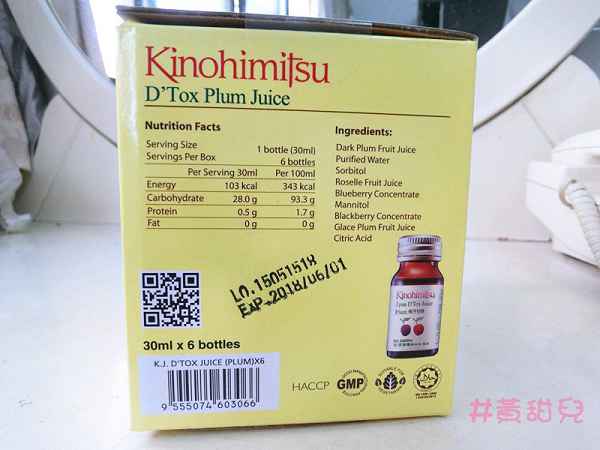 Kinohimitsu
D'Tox Plum Juice
Nutrition Facts
Serving Size 1 bottle (30ml)
Servings Per Box 6 bottles
Per Serving 30ml Per 100ml
Energy 103 kcal 343 kcal
Carbohydrate 28.0 g 93.3 g
Protein 0.5 g 1.7 g
Fat 0 g 0 g
Ingredients:
Dark Plum Fruit Juice
Purified Water
Sorbitol
Roselle Fruit Juice
Blueberry Concentrate
Mannitol
Blackberry Concentrate
Glace Plum Fruit Juice
Citric Acid
LO.15051518
EXP.2018/06/01
Kinohimitsu
D'Tox Juice
Plum
30ml x 6 bottles
K.J. D'TOX JUICE (PLUM)X6
9 555074 603066
HACCP
GMP
#黃甜兒